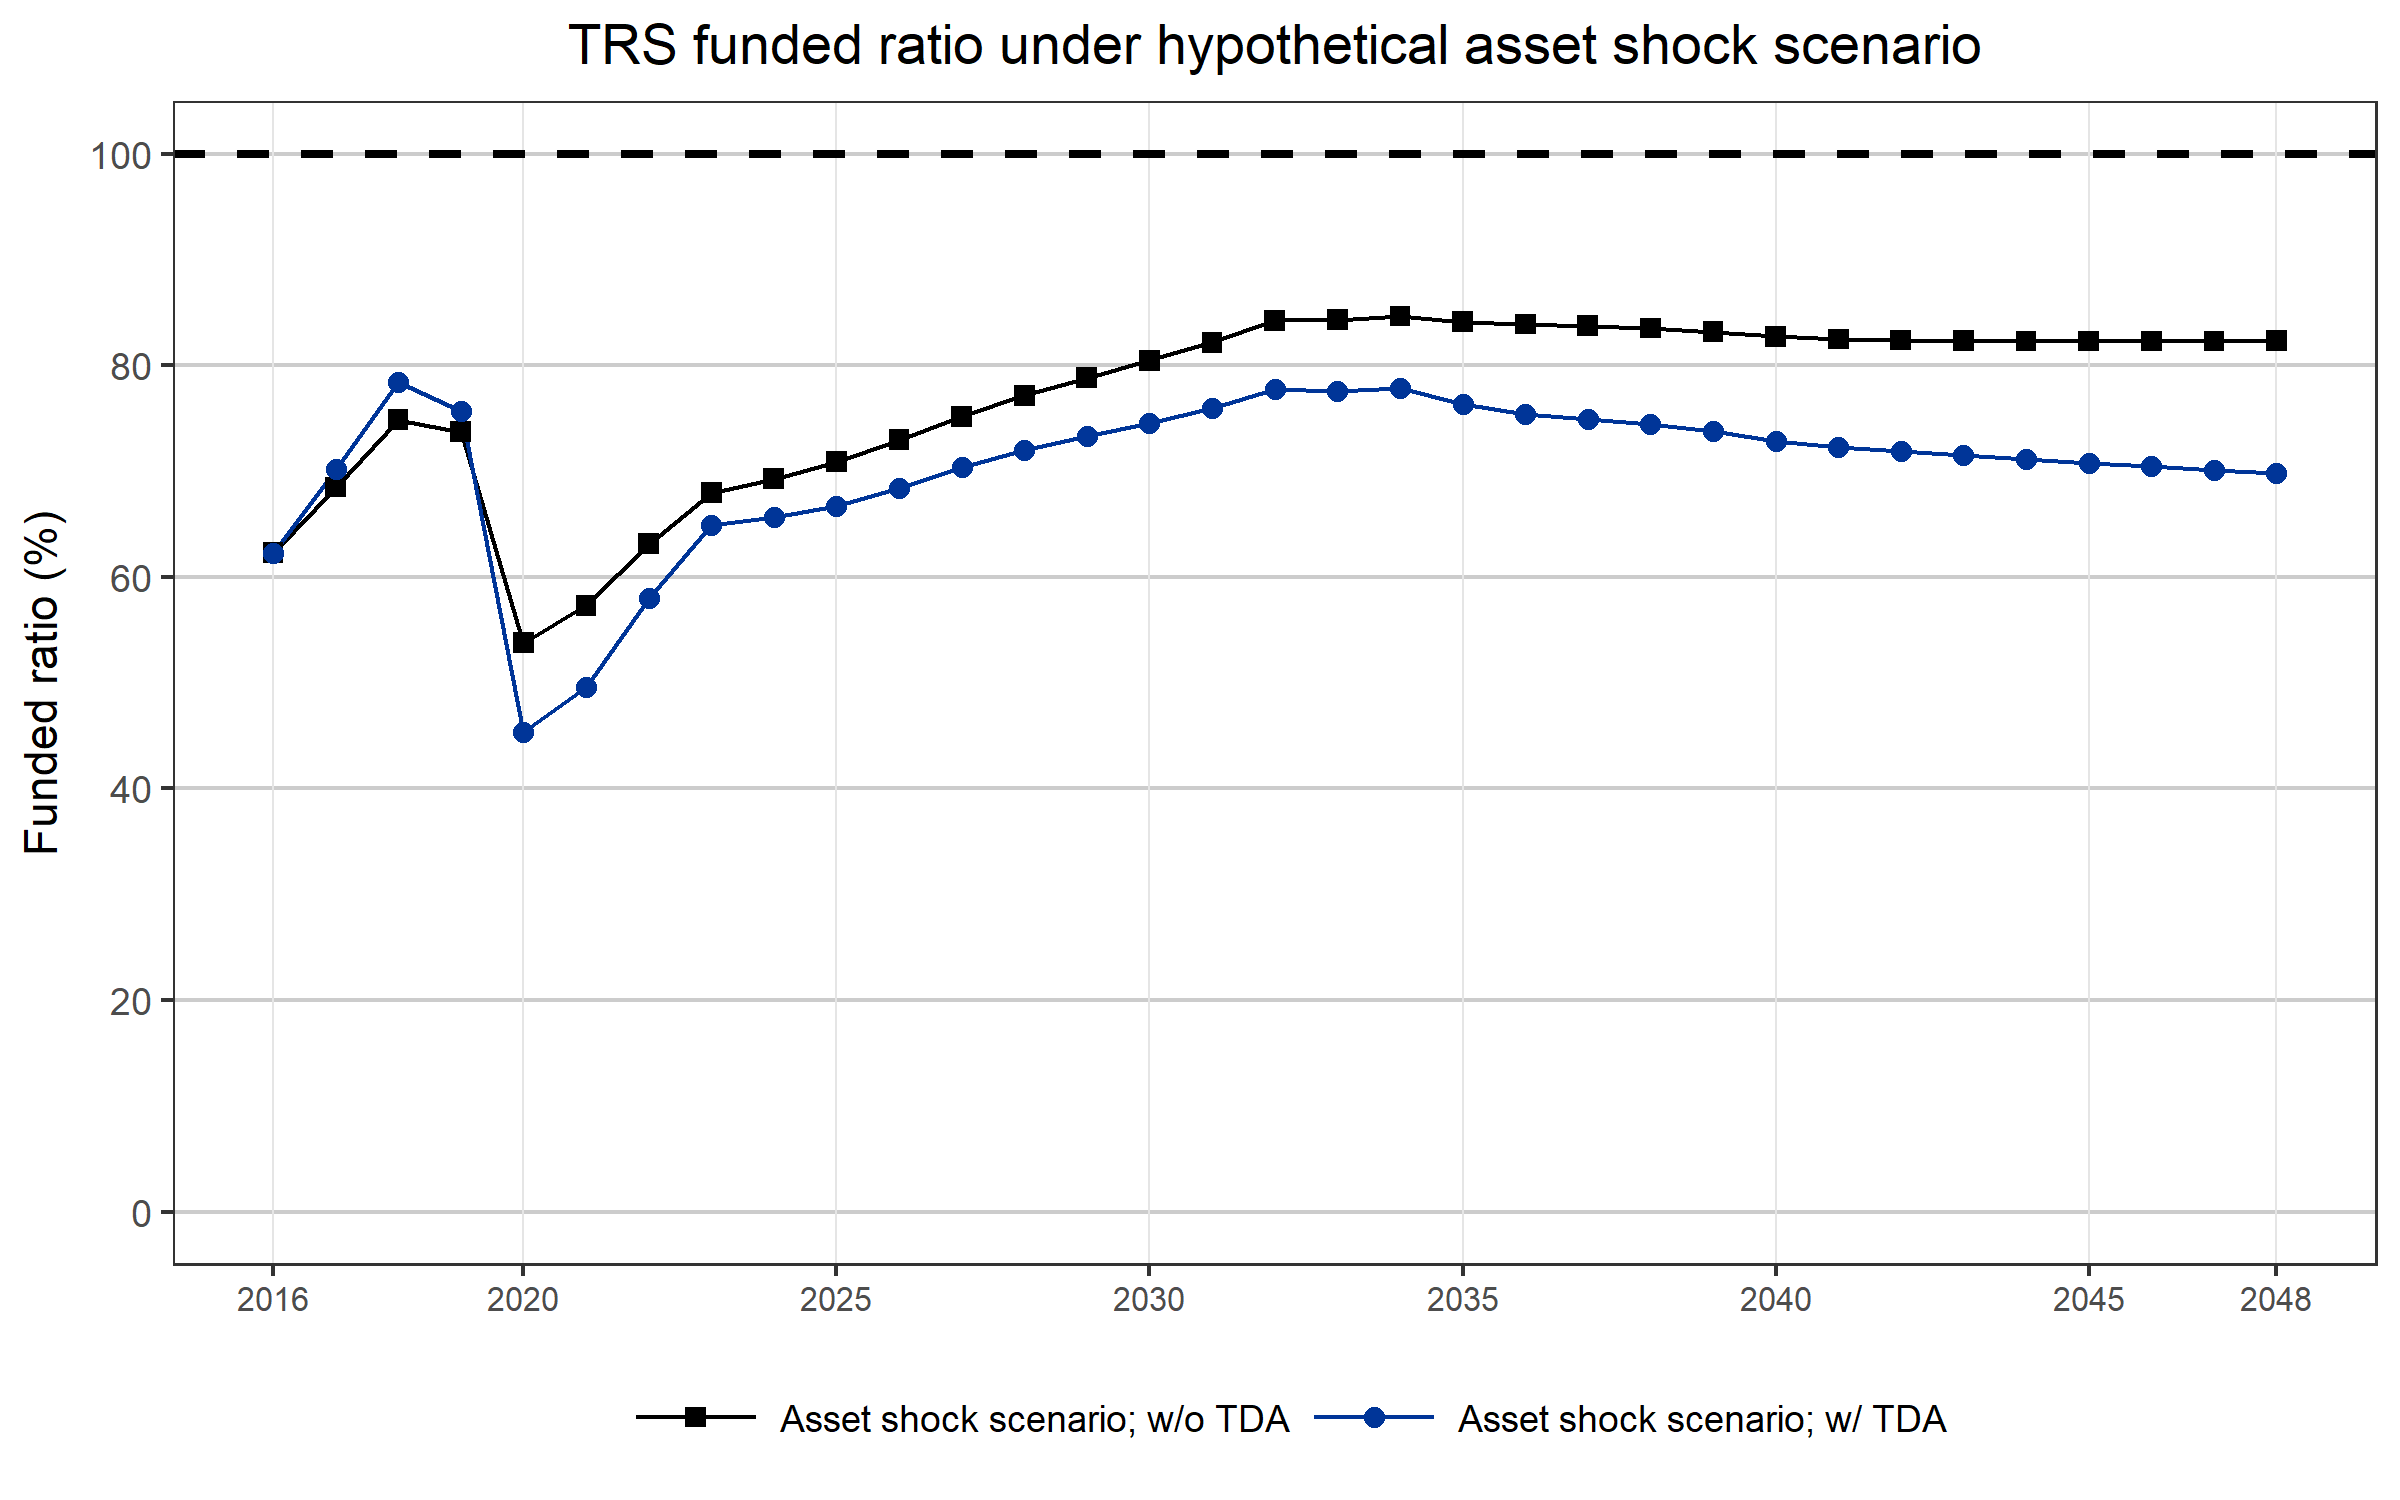 TRS funded ratio under hypothetical asset shock scenario
Funded ratio (%)
100
80
60
40
20
0
2016 2020 2025 2030 2035 2040 2045 2048
Asset shock scenario; w/o TDA Asset shock scenario; w/ TDA